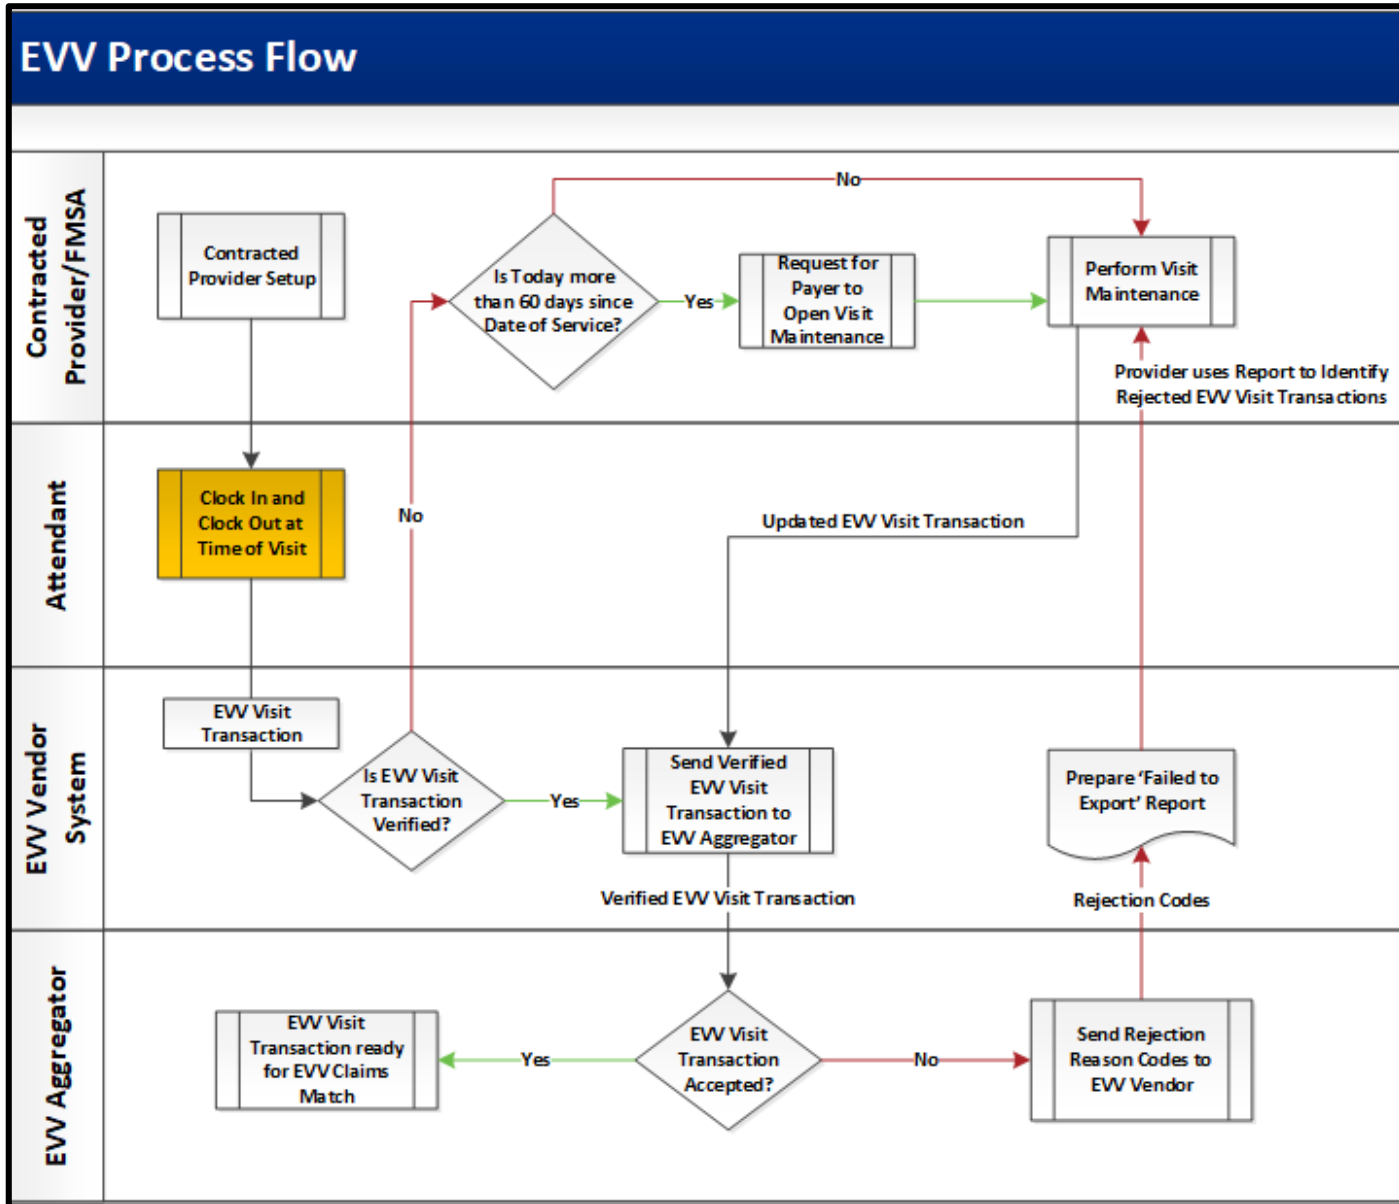 EVV Process Flow
Contracted
Provider/FMSA
Contracted
Provider Setup
Is Today more
than 60 days since
Date of Service?
Yes
No
Request for
Payer to
Open Visit
Maintenance
Perform Visit
Maintenance
Provider uses Report to Identify
Rejected EVV Visit Transactions
Attendant
Clock In and
Clock Out at
Time of Visit
No
Updated EVV Visit Transaction
EVV Vendor
System
EVV Visit
Transaction
Is EVV Visit
Transaction
Verified?
Yes
Send Verified
EVV Visit
Transaction to
EVV Aggregator
Prepare ‘Failed to
Export’ Report
Verified EVV Visit Transaction
Rejection Codes
EVV Aggregator
EVV Visit
Transaction ready
for EVV Claims
Match
Yes
EVV Visit
Transaction
Accepted?
No
Send Rejection
Reason Codes to
EVV Vendor